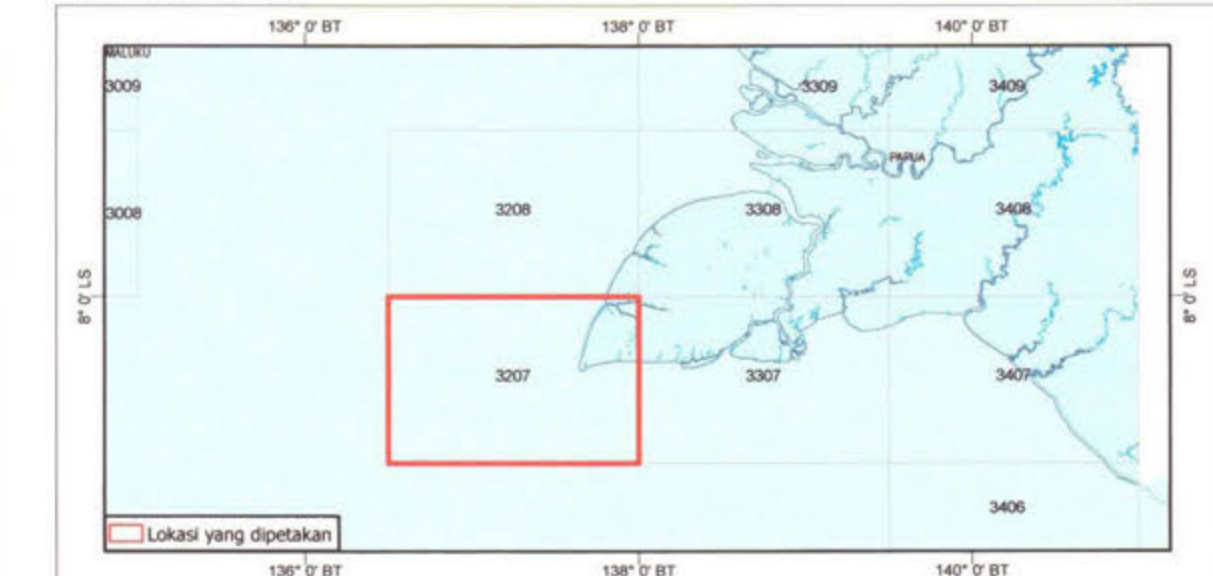 136° 0' BT 138° 0' BT 140° 0' BT
MALUKU
3009 3309 3409
PAPUA
3008 3208 3308 3408
8° 0' LS 8° 0' LS
3207 3307 3407
3406
Lokasi yang dipetakan
136° 0' BT 138° 0' BT 140° 0' BT